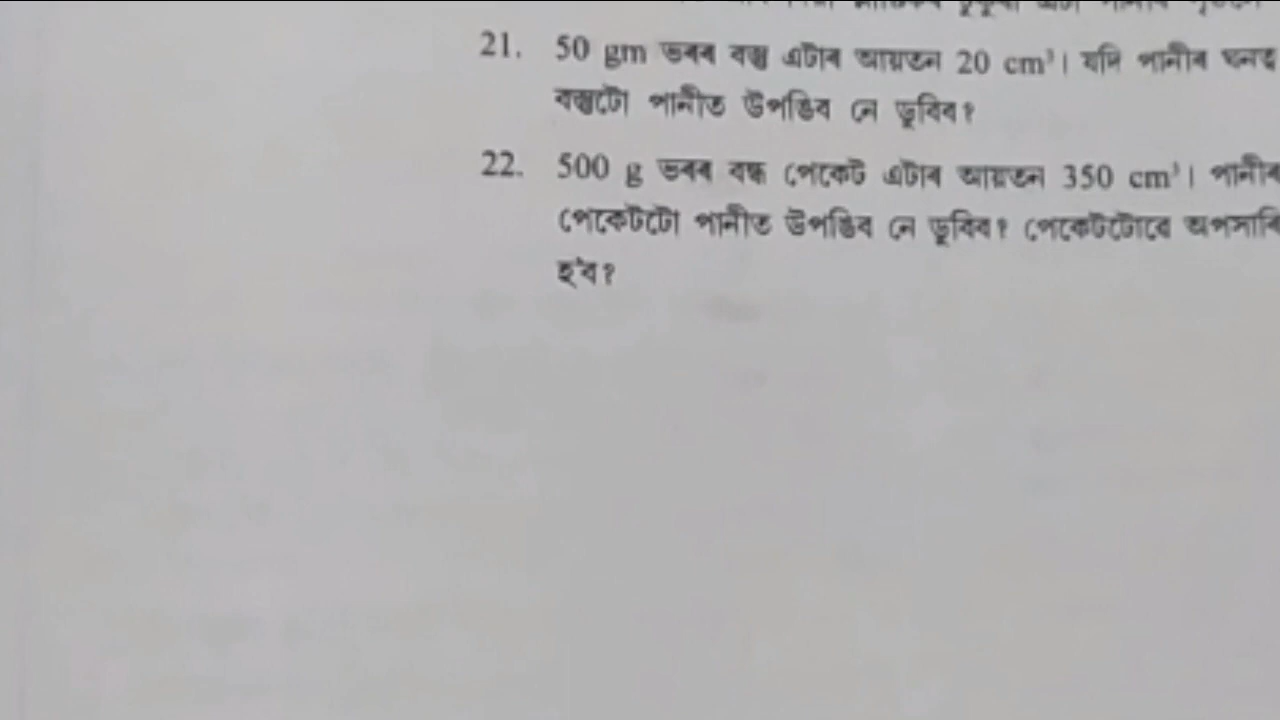 21. 50 gm ভৰৰ বস্তু এটাৰ আয়তন 20 cm³। যদি পানীৰ ঘনত্ব
বস্তুটো পানীত উপঙিব নে ডুবিব?
22. 500 g ভৰৰ বন্ধ পেকেট এটাৰ আয়তন 350 cm³। পানীৰ
পেকেটটো পানীত উপঙিব নে ডুবিব? পেকেটটোৱে অপসাৰি
হ'ব?